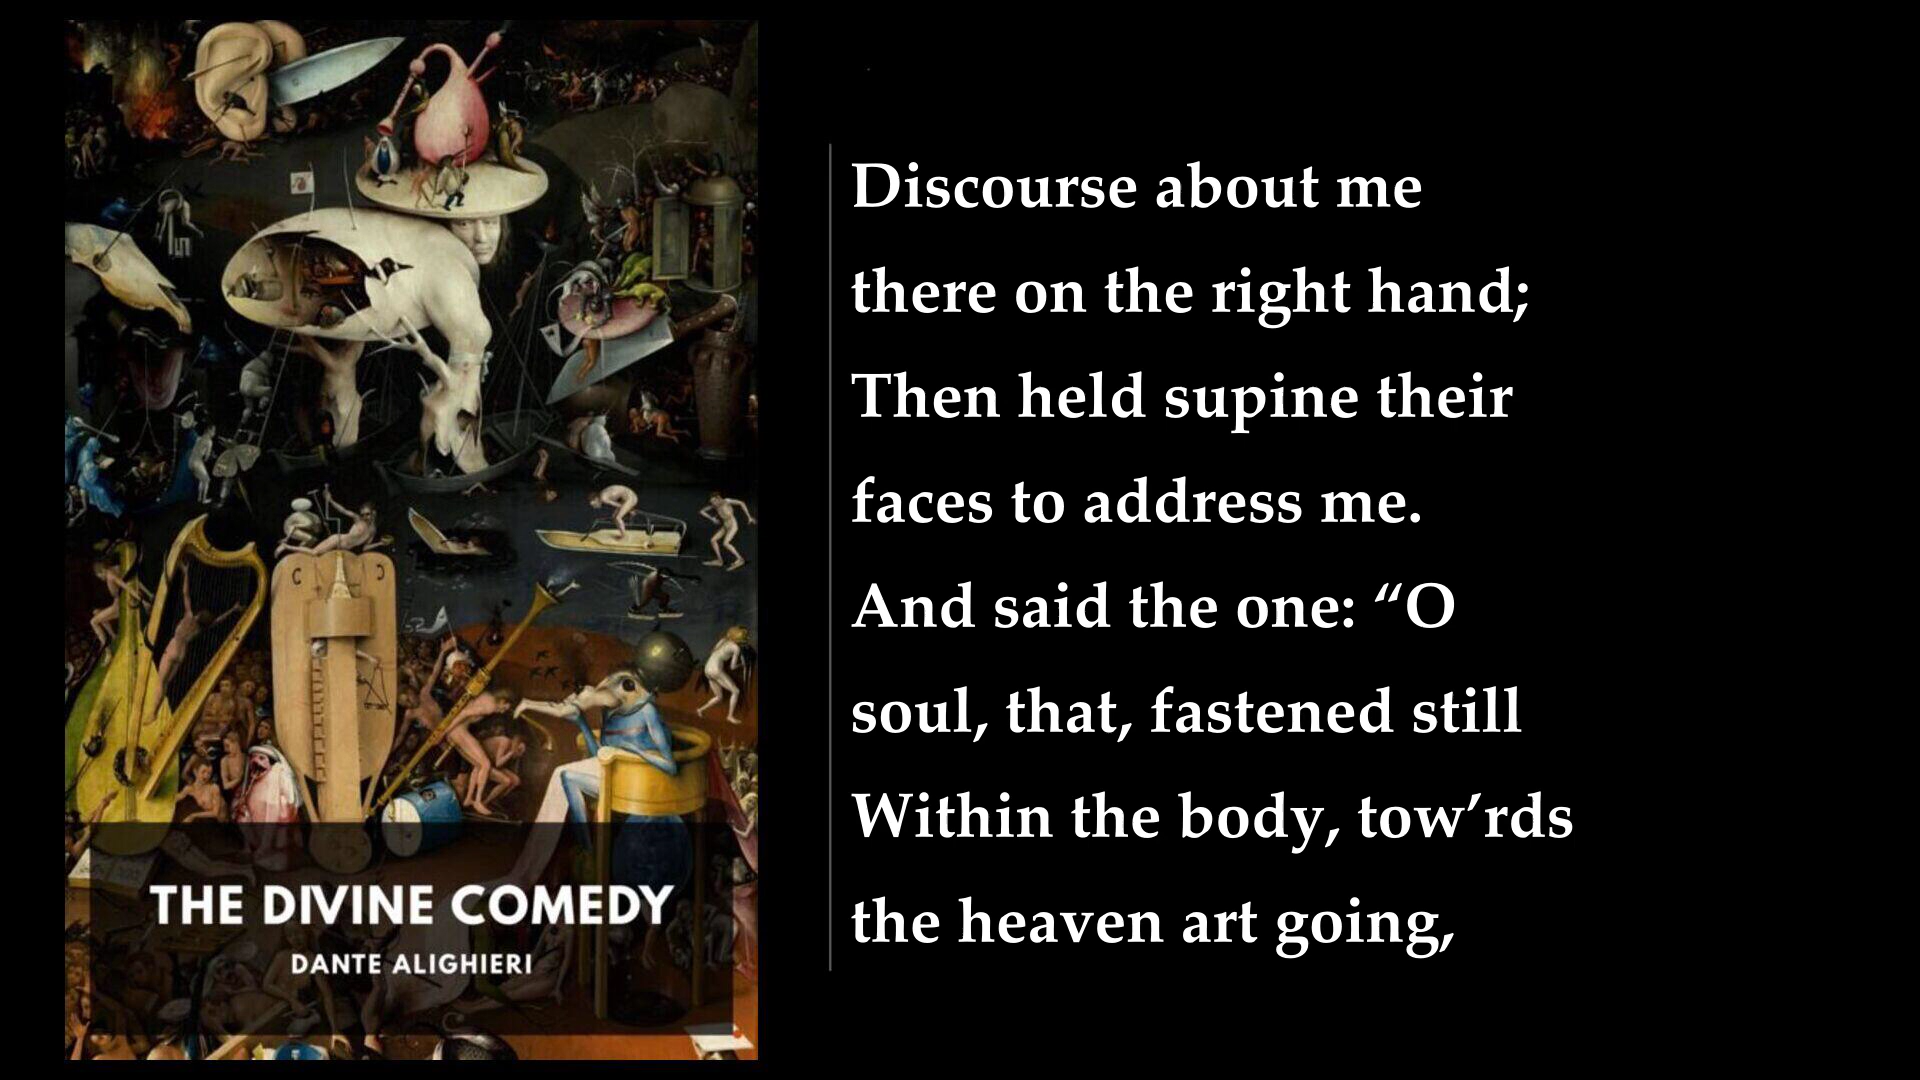 THE DIVINE COMEDY
DANTE ALIGHIERI
Discourse about me
there on the right hand;
Then held supine their
faces to address me.
And said the one: “O
soul, that, fastened still
Within the body, tow’rds
the heaven art going,